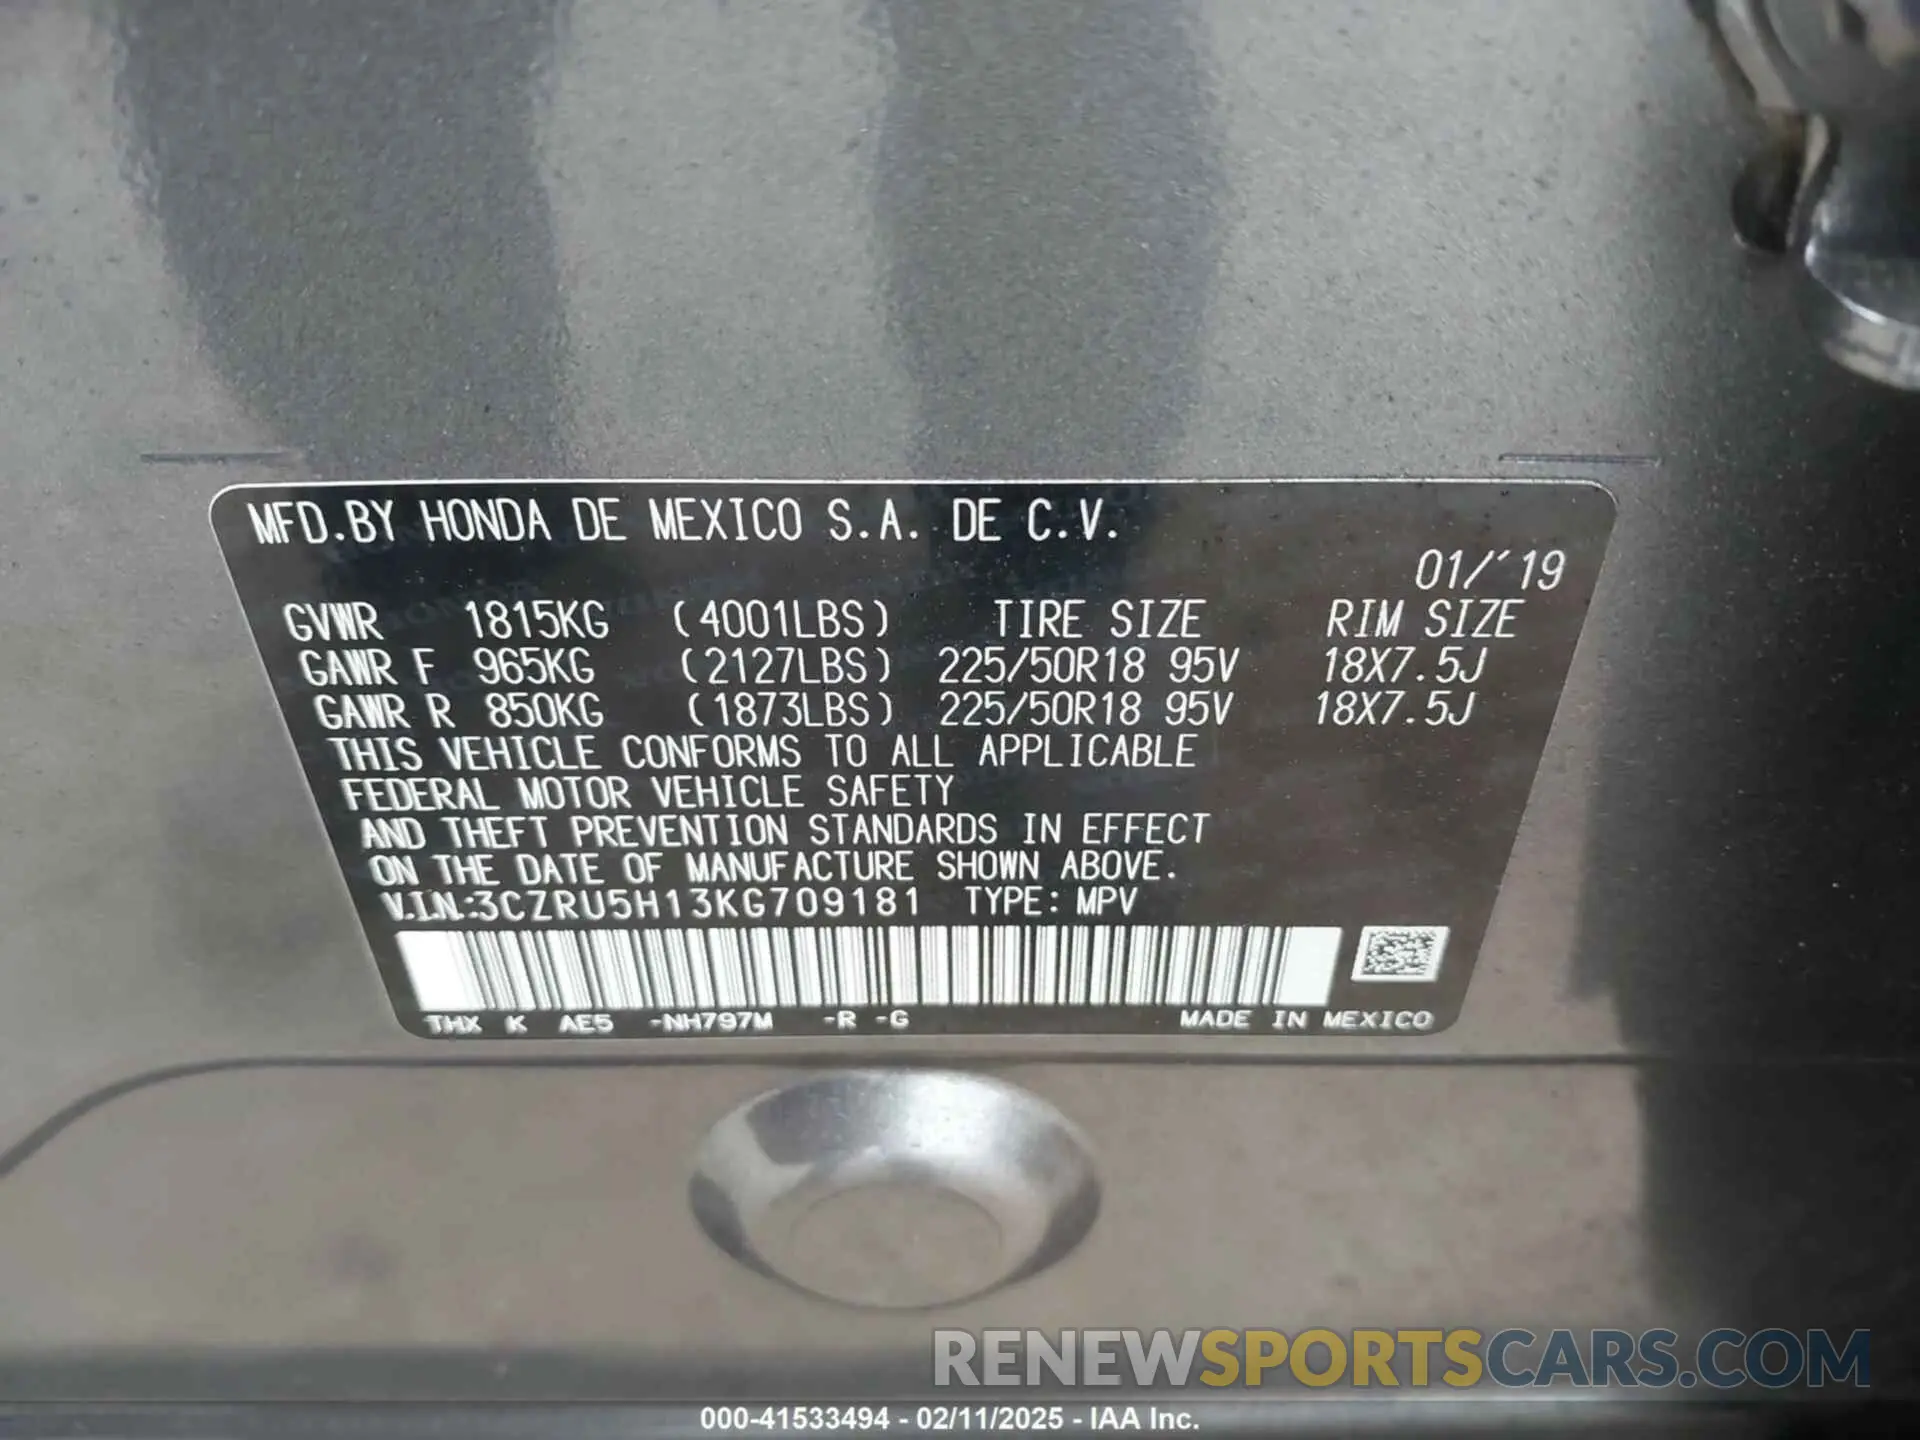 MFD.BY HONDA DE MEXICO S.A. DE C.V.
01/'19
GVWR 1815KG (4001LBS) TIRE SIZE RIM SIZE
GAWR F 965KG (2127LBS) 225/50R18 95V 18X7.5J
GAWR R 850KG (1873LBS) 225/50R18 95V 18X7.5J
THIS VEHICLE CONFORMS TO ALL APPLICABLE
FEDERAL MOTOR VEHICLE SAFETY
AND THEFT PREVENTION STANDARDS IN EFFECT
ON THE DATE OF MANUFACTURE SHOWN ABOVE.
V.I.N.:3CZRU5H13KG709181 TYPE: MPV
THX K AE5 -NH797M -R -G MADE IN MEXICO
RENEWSPORTSCARS.COM
000-41533494 - 02/11/2025 - IAA Inc.